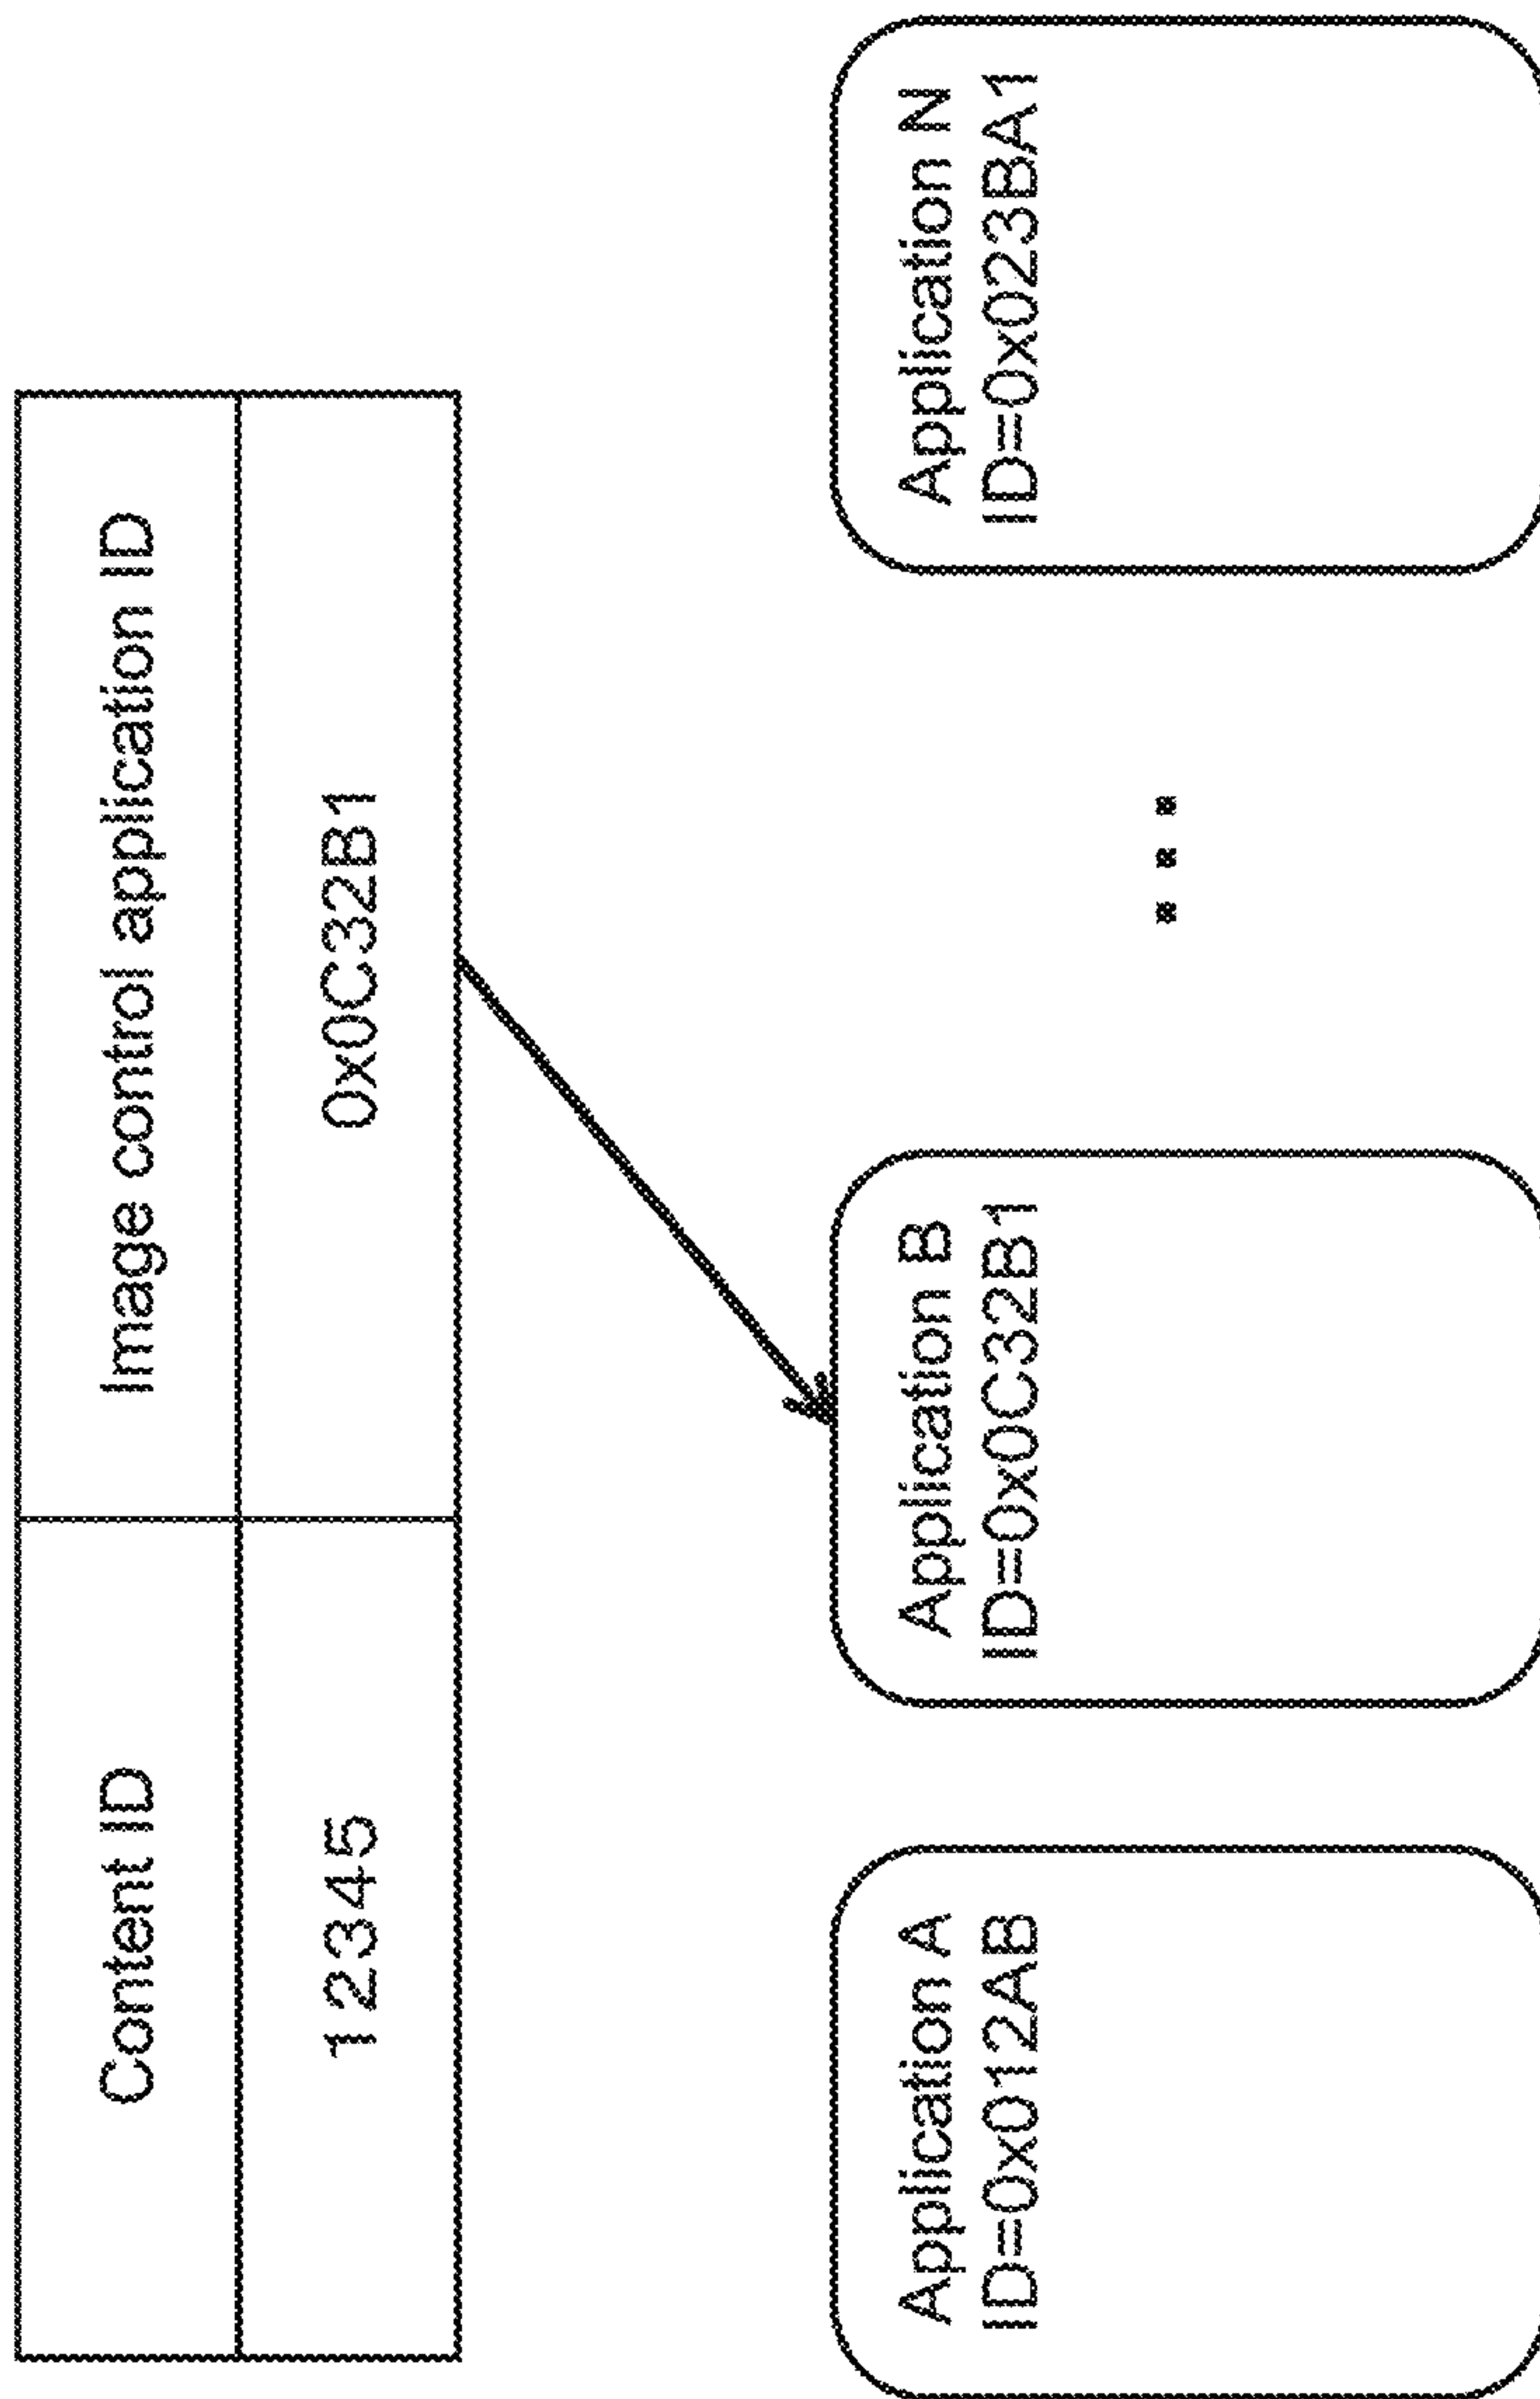 Content ID
Image control application ID
12345
0x0C32B1
Application A
ID=0x012AB
Application B
ID=0x0C32B1
...
Application N
ID=0x023BA1